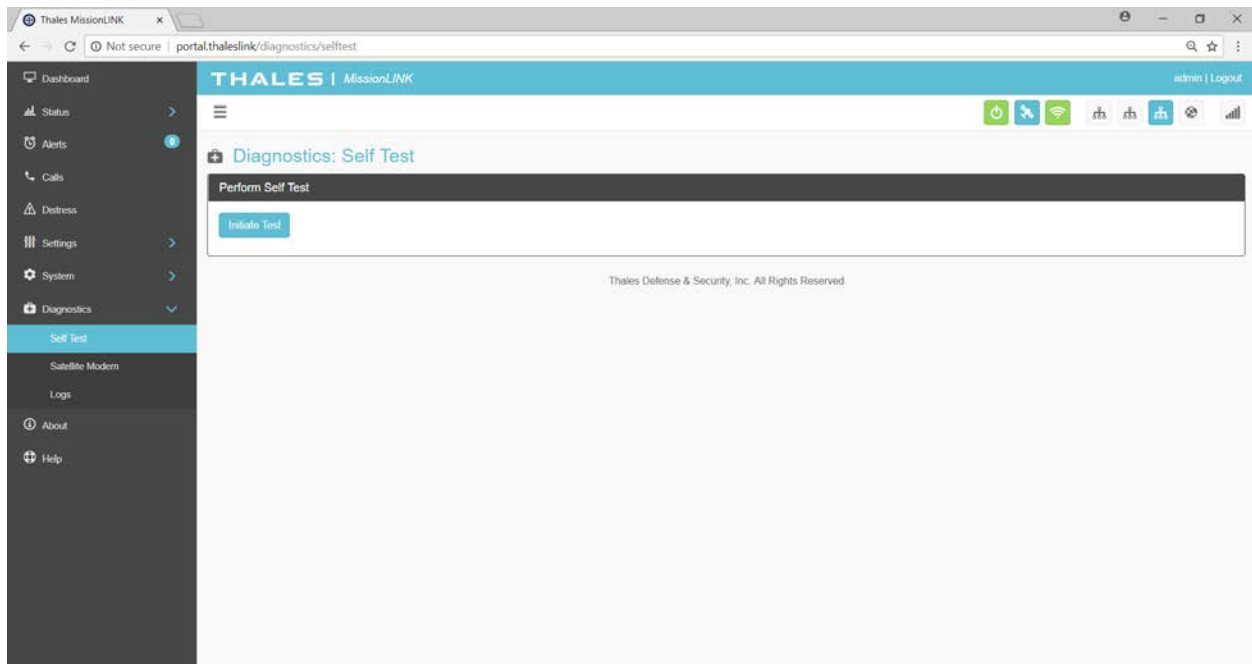 Thales MissionLINK
Not secure | portal.thaleslink/diagnostics/selftest
Dashboard
THALES | MissionLINK
admin | Logout
Status
Alerts
0
Calls
Diagnostics: Self Test
Perform Self Test
Distress
Initiate Test
Settings
System
Thales Defense & Security, Inc. All Rights Reserved
Diagnostics
Self Test
Satellite Modem
Logs
About
Help